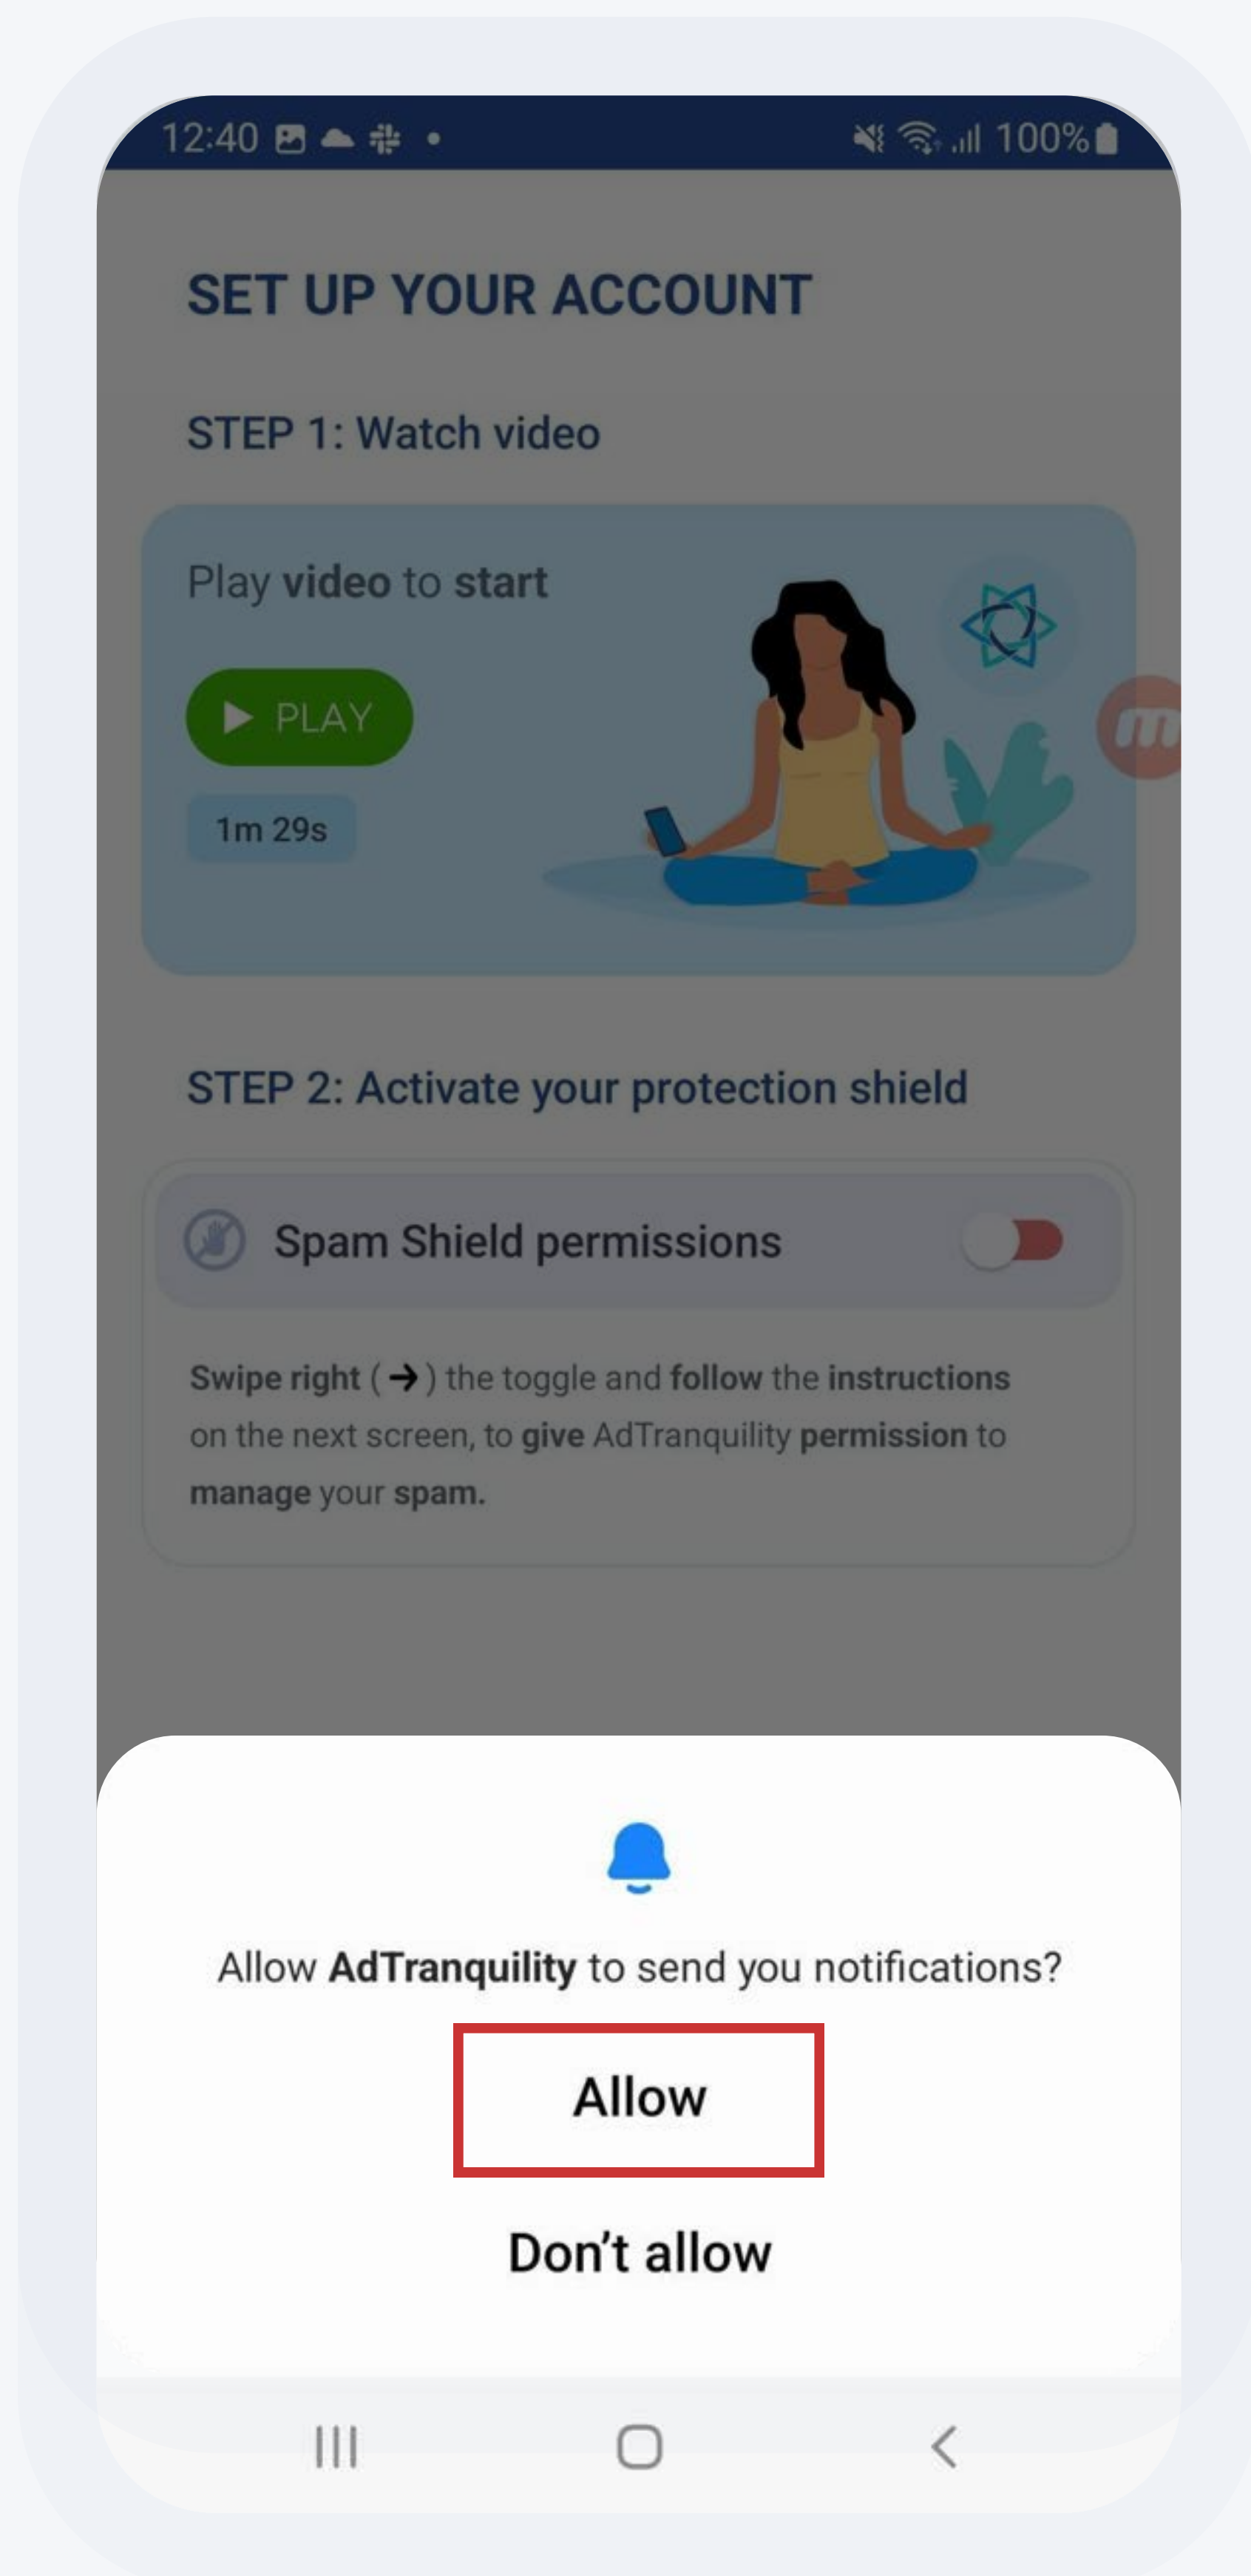 12:40 100%
SET UP YOUR ACCOUNT
STEP 1: Watch video
Play video to start
PLAY
1m 29s
STEP 2: Activate your protection shield
Spam Shield permissions
Swipe right (→) the toggle and follow the instructions
on the next screen, to give AdTranquility permission to
manage your spam.
Allow AdTranquility to send you notifications?
Allow
Don’t allow